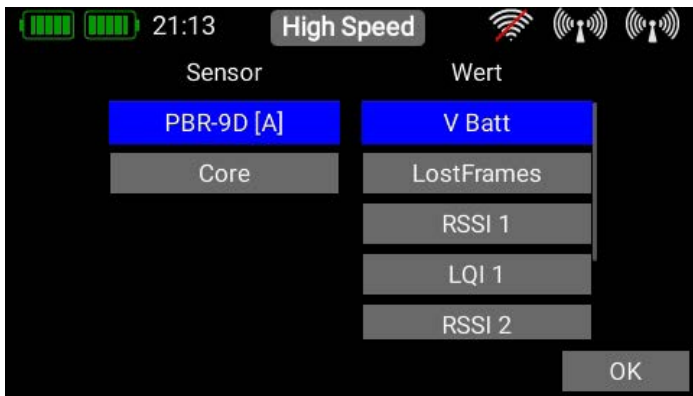 21:13 High Speed
Sensor Wert
PBR-9D [A] V Batt
Core LostFrames
RSSI 1
LQI 1
RSSI 2
OK